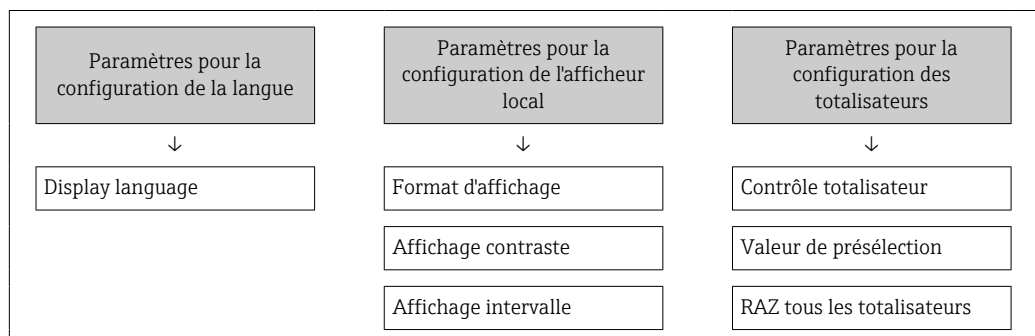 Paramètres pour la
configuration de la langue
↓
Display language
Paramètres pour la
configuration de l'afficheur
local
↓
Format d'affichage
Affichage contraste
Affichage intervalle
Paramètres pour la
configuration des
totalisateurs
↓
Contrôle totalisateur
Valeur de présélection
RAZ tous les totalisateurs